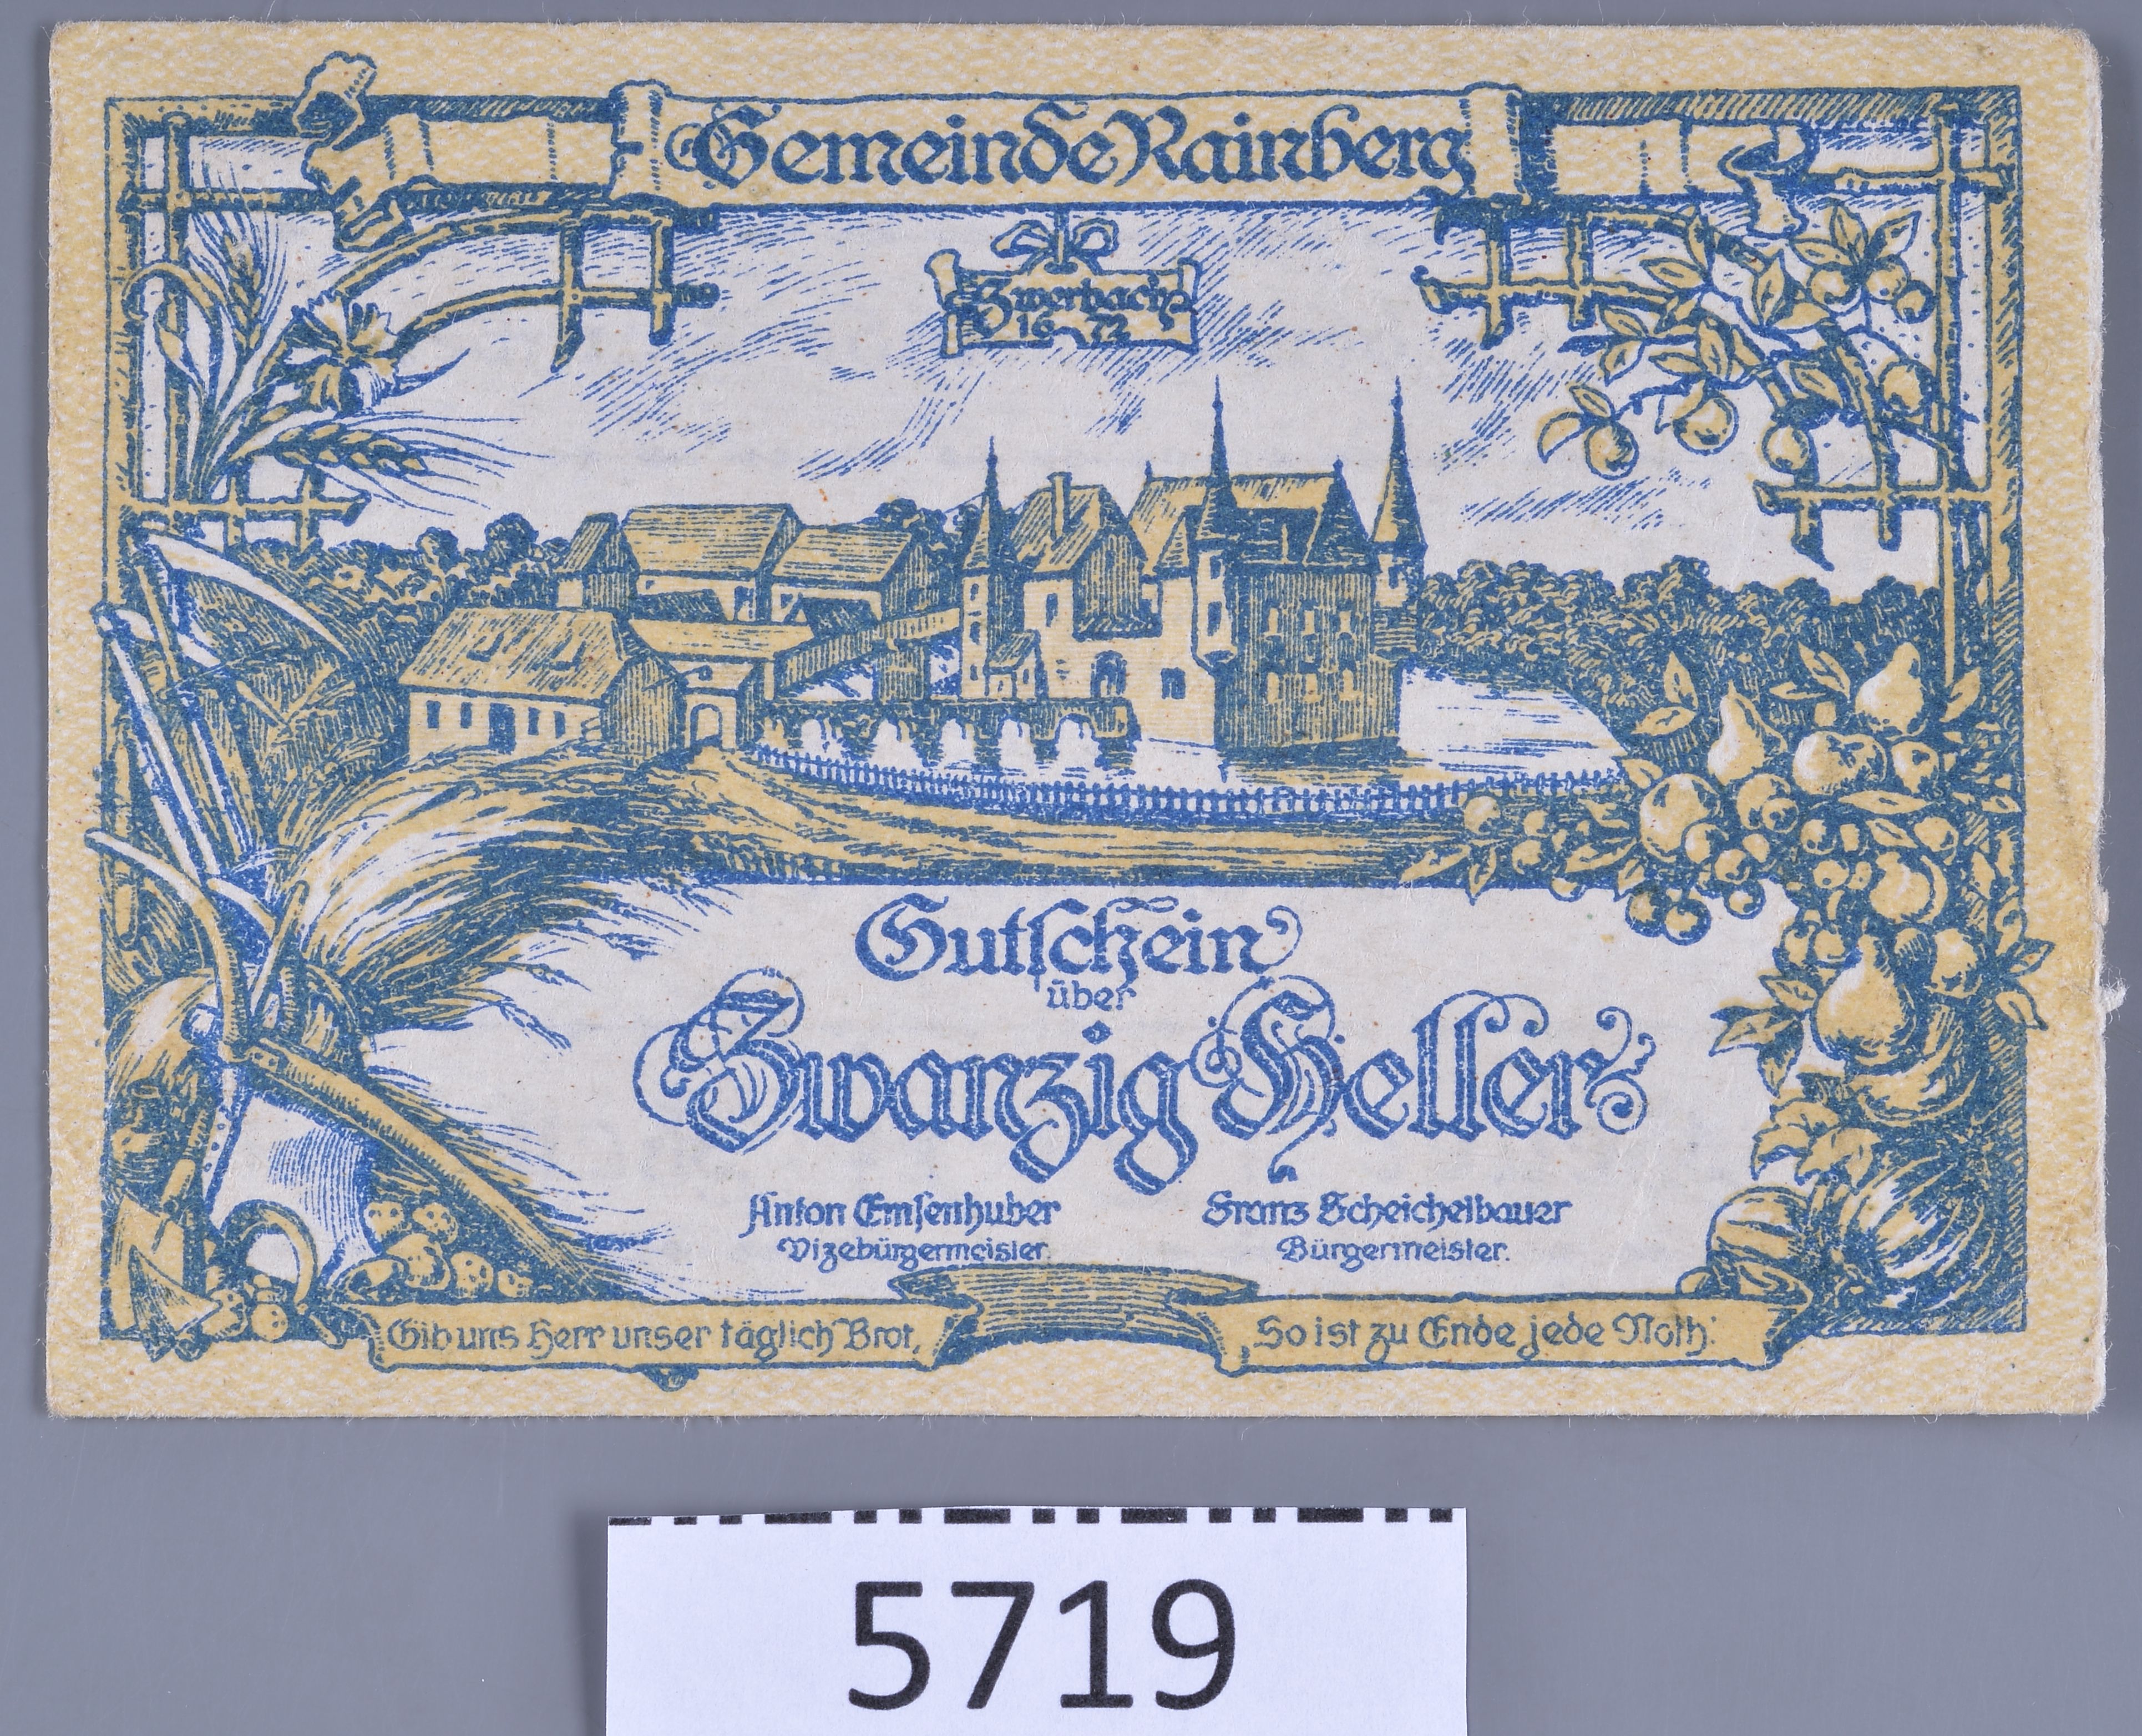 Gemeinde Rainberg
Zwerbach
16 72
Gutschein
über
Zwanzig Heller
Anton Emsenhuber
Vizebürgermeister.
Franz Scheichelbauer
Bürgermeister.
Gib uns Herr unser täglich Brot,
So ist zu Ende jede Noth.
5719